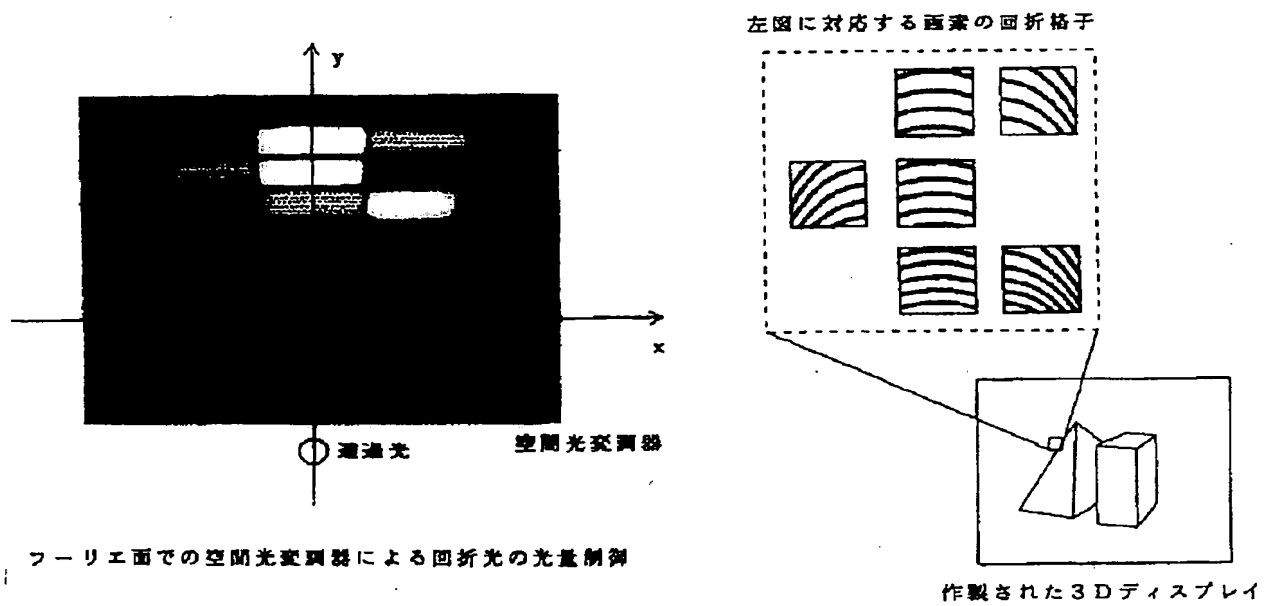 左図に対応する画素の回折格子
y
x
透過光
空間光変調器
フーリエ面での空間光変調器による回折光の光量制御
作製された3Dディスプレイ